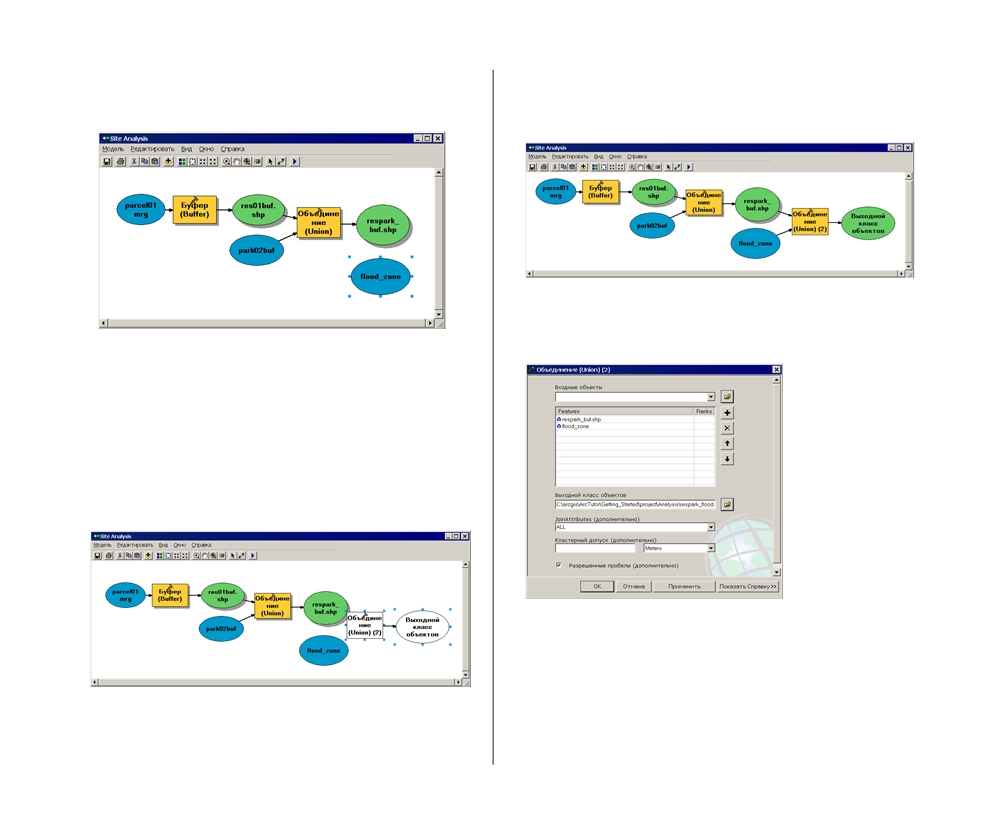 Site Analysis
Модель Редактировать Вид Окно Справка
parcel01
mrg
Буфер
(Buffer)
res01buf.
shp
Объедине
ние
(Union)
respark_
buf.shp
park02buf
flood_zone
Site Analysis
Модель Редактировать Вид Окно Справка
parcel01
mrg
Буфер
(Buffer)
res01buf.
shp
Объедине
ние
(Union)
respark_
buf.shp
Объедине
ние
(Union) (2)
Выходной
класс
объектов
park02buf
flood_zone
Site Analysis
Модель Редактировать Вид Окно Справка
parcel01
mrg
Буфер
(Buffer)
res01buf.
shp
Объедине
ние
(Union)
respark_
buf.shp
Объедине
ние
(Union) (2)
Выходной
класс
объектов
park02buf
flood_zone
Объединение (Union) (2)
Входные объекты
Features Ranks
respark_buf.shp
flood_zone
Выходной класс объектов
C:\arcgis\ArcTutor\Getting_Started\project\Analysis\respark_flood.
JoinAttributes (дополнительно)
ALL
Кластерный допуск (дополнительно)
Meters
Разрешенные пробелы (дополнительно)
OK Отмена Применить Показать Справку >>